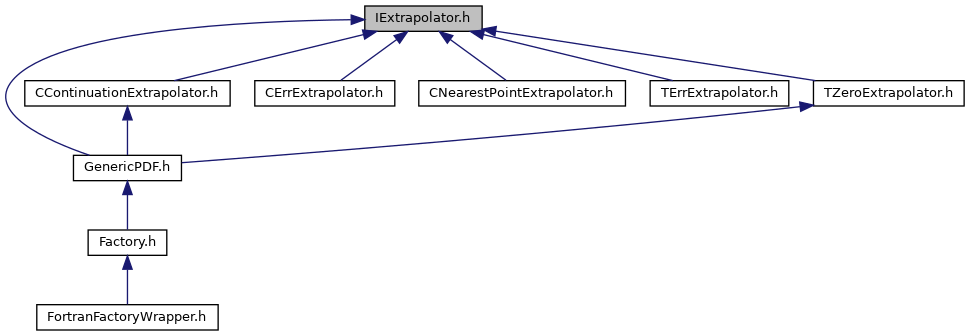 IExtrapolator.h
CContinuationExtrapolator.h
CErrExtrapolator.h
CNearestPointExtrapolator.h
TErrExtrapolator.h
TZeroExtrapolator.h
GenericPDF.h
Factory.h
FortranFactoryWrapper.h